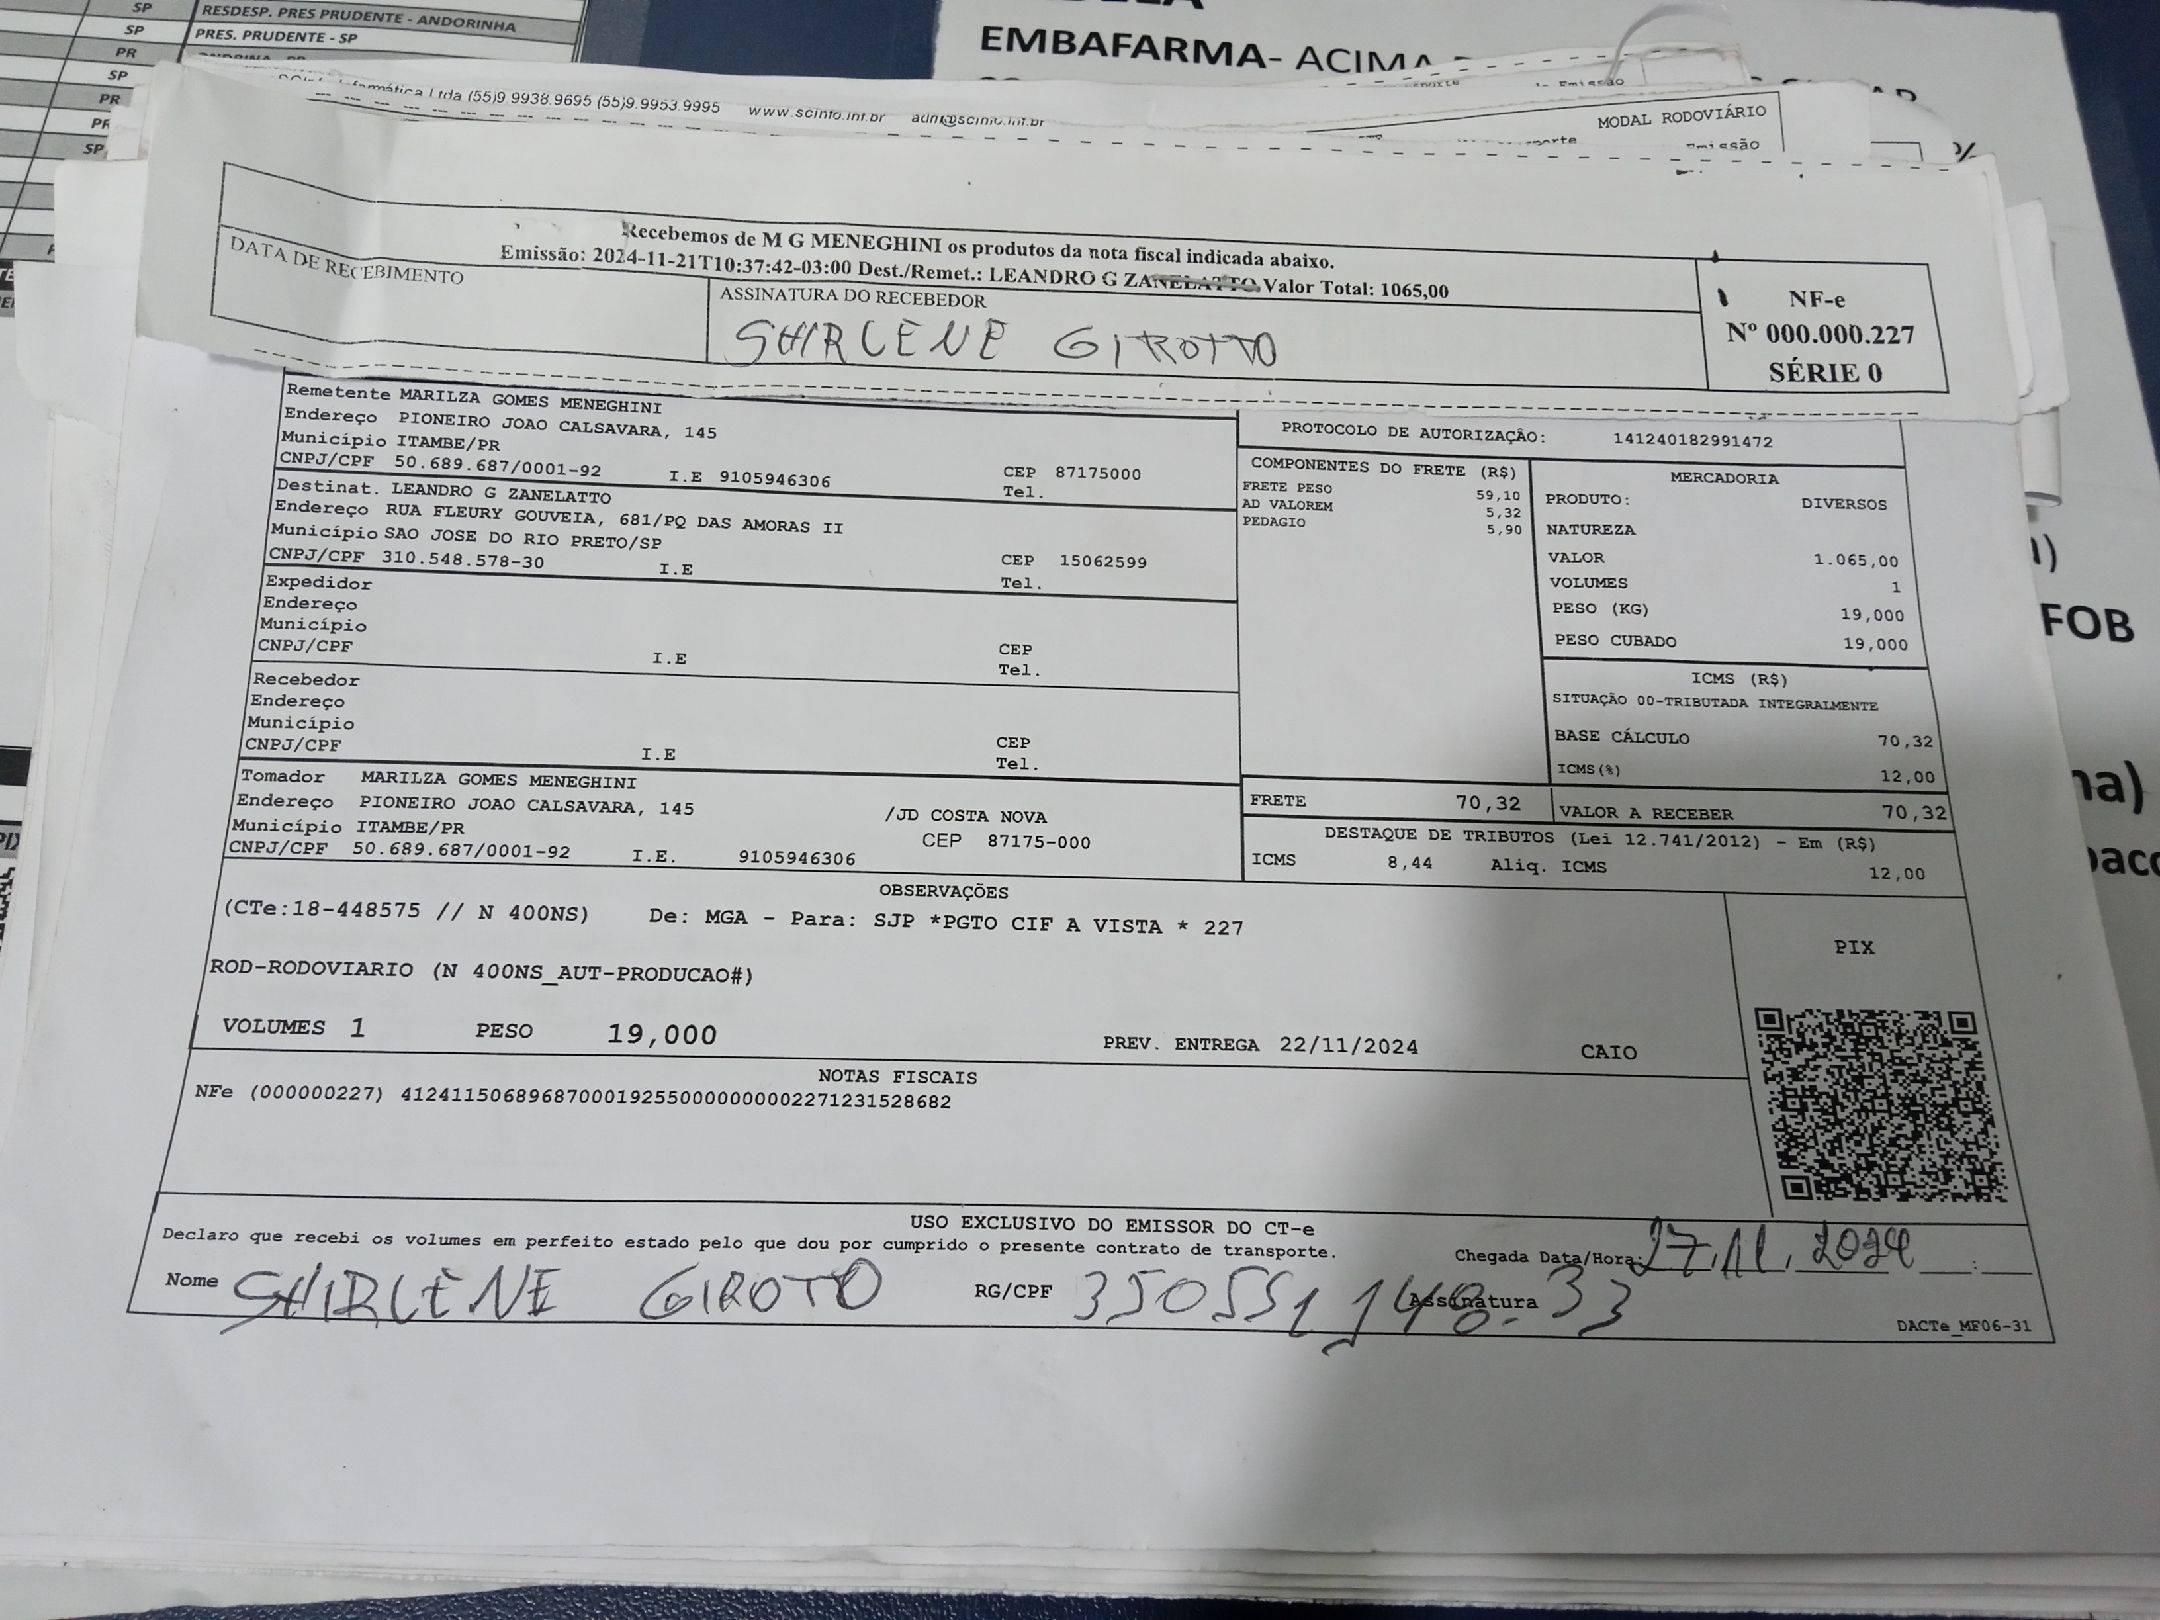 SP RESDESP. PRES PRUDENTE - ANDORINHA
SP PRES. PRUDENTE - SP
PR
SP
PR
SP
EMBAFARMA- ACIMA
Informática Ltda (55)9.9938.9695 (55)9.9953.9995 www.scinfo.inf.br adm@scinfo.inf.br
MODAL RODOVIÁRIO
Emissão
Recebemos de M G MENEGHINI os produtos da nota fiscal indicada abaixo.
Emissão: 2024-11-21T10:37:42-03:00 Dest./Remet.: LEANDRO G ZANELATTO Valor Total: 1065,00
DATA DE RECEBIMENTO
ASSINATURA DO RECEBEDOR
SHIRLENE GIROTTO
NF-e
Nº 000.000.227
SÉRIE 0
Remetente MARILZA GOMES MENEGHINI
Endereço PIONEIRO JOAO CALSAVARA, 145
Município ITAMBE/PR
CNPJ/CPF 50.689.687/0001-92 I.E 9105946306 CEP 87175000
Tel.
Destinat. LEANDRO G ZANELATTO
Endereço RUA FLEURY GOUVEIA, 681/PQ DAS AMORAS II
Município SAO JOSE DO RIO PRETO/SP
CNPJ/CPF 310.548.578-30 I.E CEP 15062599
Tel.
Expedidor
Endereço
Município
CNPJ/CPF I.E CEP
Tel.
Recebedor
Endereço
Município
CNPJ/CPF I.E CEP
Tel.
Tomador MARILZA GOMES MENEGHINI
Endereço PIONEIRO JOAO CALSAVARA, 145 /JD COSTA NOVA
Município ITAMBE/PR CEP 87175-000
CNPJ/CPF 50.689.687/0001-92 I.E. 9105946306
PROTOCOLO DE AUTORIZAÇÃO: 141240182991472
COMPONENTES DO FRETE (R$)
FRETE PESO 59,10
AD VALOREM 5,32
PEDAGIO 5,90
MERCADORIA
PRODUTO: DIVERSOS
NATUREZA
VALOR 1.065,00
VOLUMES 1
PESO (KG) 19,000
PESO CUBADO 19,000
ICMS (R$)
SITUAÇÃO 00-TRIBUTADA INTEGRALMENTE
BASE CÁLCULO 70,32
ICMS(%) 12,00
FRETE 70,32 VALOR A RECEBER 70,32
DESTAQUE DE TRIBUTOS (Lei 12.741/2012) - Em (R$)
ICMS 8,44 Aliq. ICMS 12,00
OBSERVAÇÕES
(CTe:18-448575 // N 400NS) De: MGA - Para: SJP *PGTO CIF A VISTA * 227
ROD-RODOVIARIO (N 400NS_AUT-PRODUCAO#)
VOLUMES 1 PESO 19,000 PREV. ENTREGA 22/11/2024 CAIO
PIX
NOTAS FISCAIS
NFe (000000227) 41241150689687000192550000000002271231528682
USO EXCLUSIVO DO EMISSOR DO CT-e
Declaro que recebi os volumes em perfeito estado pelo que dou por cumprido o presente contrato de transporte.
Chegada Data/Hora: 27.11.2024
Nome SHIRLENE GIROTO RG/CPF 350551148-33 Assinatura
DACTe_MF06-31
FOB